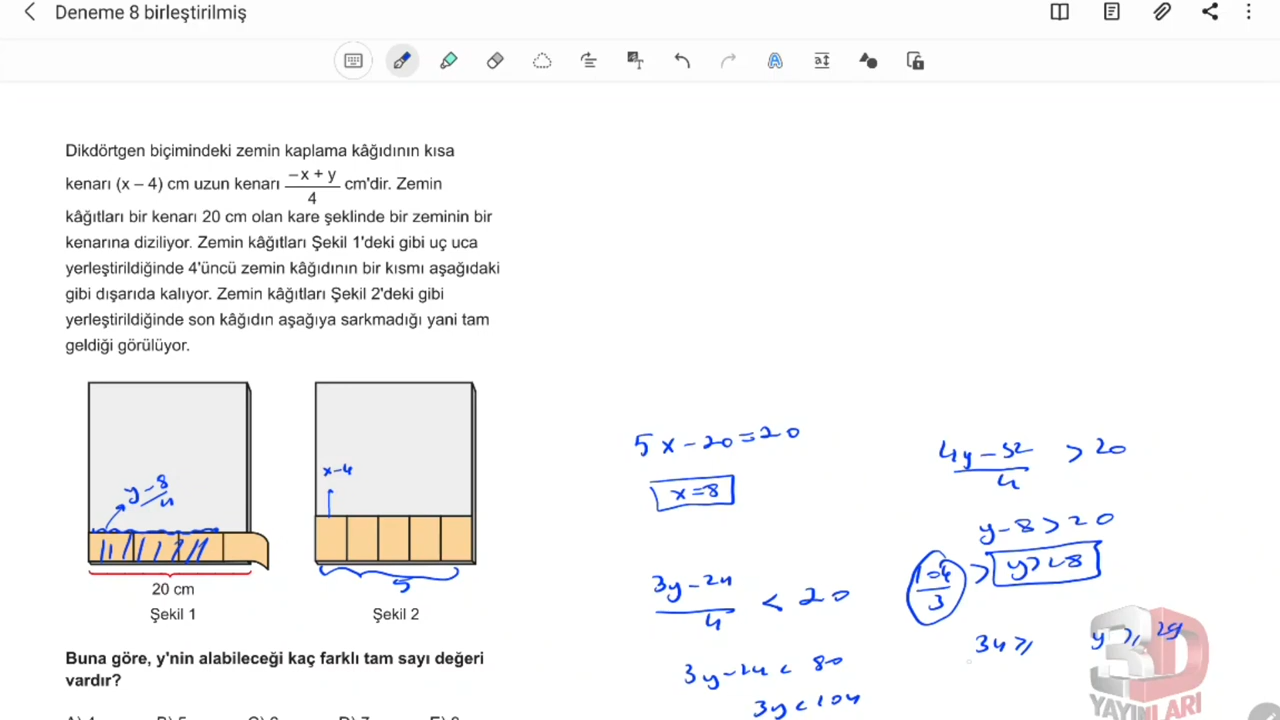 Deneme 8 birleştirilmiş
Dikdörtgen biçimindeki zemin kaplama kâğıdının kısa
kenarı (x – 4) cm uzun kenarı (–x + y)/4 cm'dir. Zemin
kâğıtları bir kenarı 20 cm olan kare şeklinde bir zeminin bir
kenarına diziliyor. Zemin kâğıtları Şekil 1'deki gibi uç uca
yerleştirildiğinde 4'üncü zemin kâğıdının bir kısmı aşağıdaki
gibi dışarıda kalıyor. Zemin kâğıtları Şekil 2'deki gibi
yerleştirildiğinde son kâğıdın aşağıya sarkmadığı yani tam
geldiği görülüyor.
y-8/4
x-4
5
20 cm
Şekil 1
Şekil 2
Buna göre, y'nin alabileceği kaç farklı tam sayı değeri
vardır?
5x-20=20
x=8
3y-24/4 < 20
3y-24 < 80
3y < 104
4y-32/4 > 20
y-8 > 20
104/3 > y > 28
34 ≥ y ≥ 29
3D
YAYINLARI